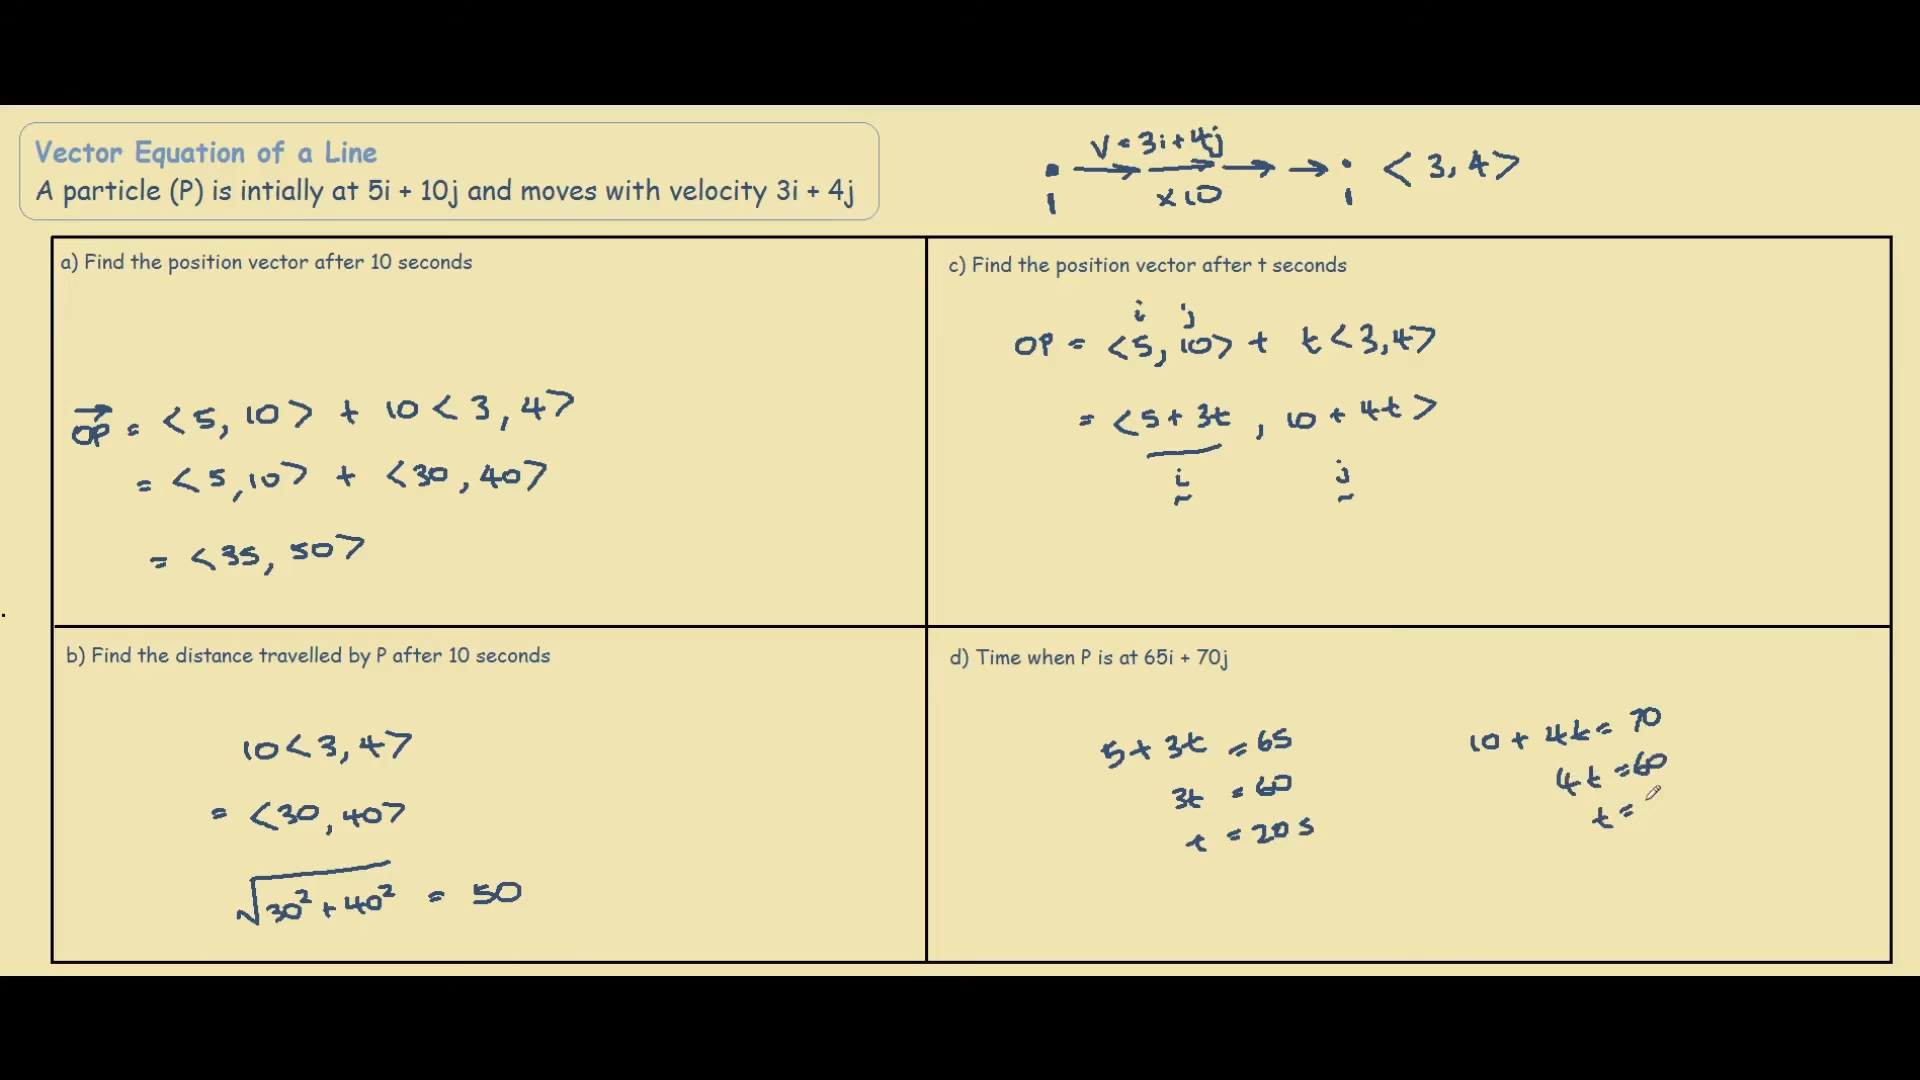 Vector Equation of a Line
A particle (P) is intially at 5i + 10j and moves with velocity 3i + 4j
V = 3i + 4j
x 10
1
1
< 3, 4 >
a) Find the position vector after 10 seconds
OP = < 5, 10 > + 10 < 3, 4 >
= < 5, 10 > + < 30, 40 >
= < 35, 50 >
c) Find the position vector after t seconds
i j
OP = < 5, 10 > + t < 3, 4 >
= < 5 + 3t , 10 + 4t >
i j
b) Find the distance travelled by P after 10 seconds
10 < 3, 4 >
= < 30, 40 >
√30² + 40² = 50
d) Time when P is at 65i + 70j
5 + 3t = 65
3t = 60
t = 20 s
10 + 4t = 70
4t = 60
t =